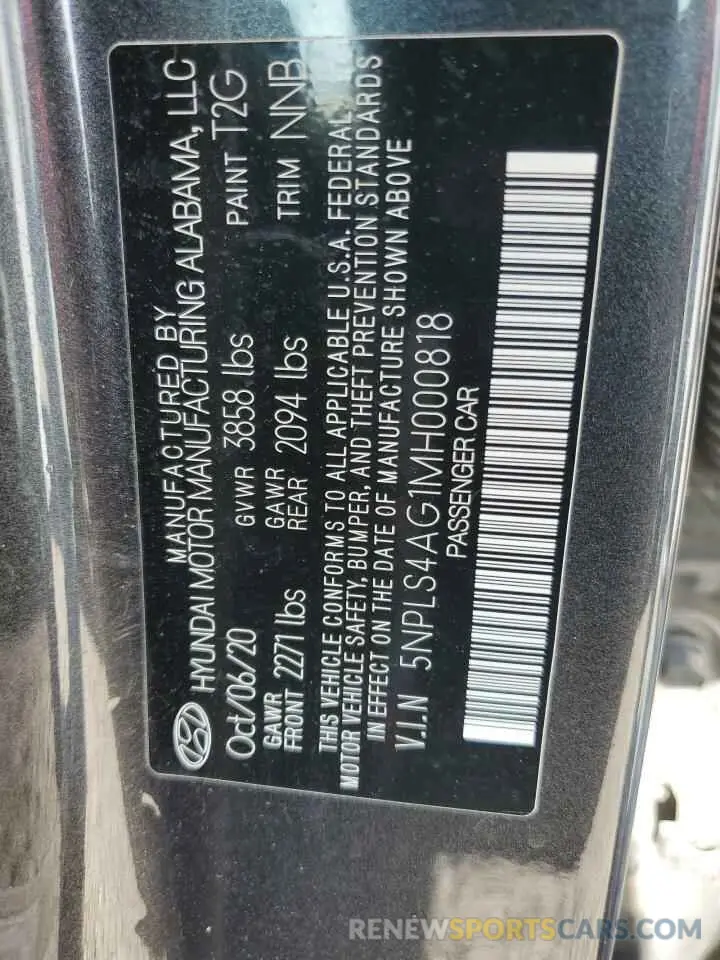 MANUFACTURED BY
HYUNDAI MOTOR MANUFACTURING ALABAMA, LLC
Oct/06/20 GVWR 3858 lbs PAINT T2G
GAWR FRONT 2271 lbs GAWR REAR 2094 lbs TRIM NNB
THIS VEHICLE CONFORMS TO ALL APPLICABLE U.S.A. FEDERAL
MOTOR VEHICLE SAFETY, BUMPER, AND THEFT PREVENTION STANDARDS
IN EFFECT ON THE DATE OF MANUFACTURE SHOWN ABOVE
V.I.N 5NPLS4AG1MH000818
PASSENGER CAR
RENEWSPORTSCARS.COM